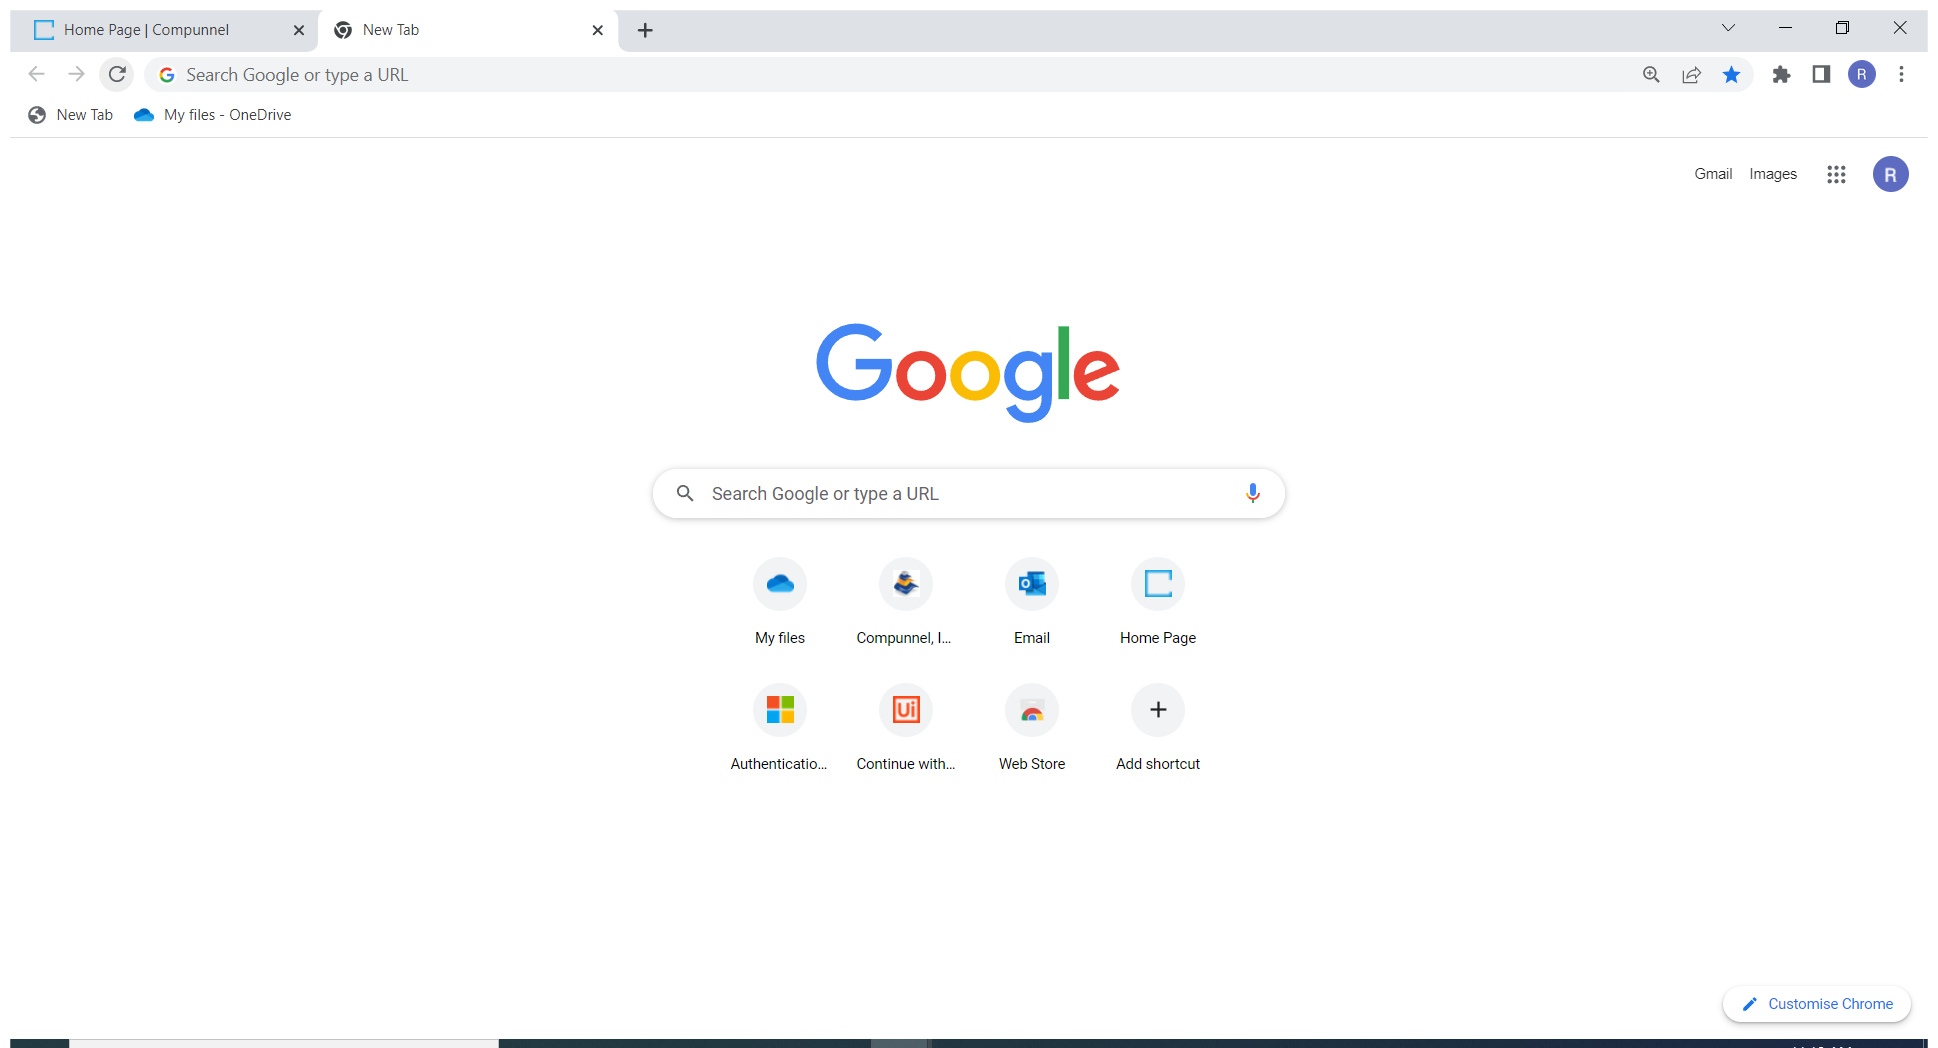 Home Page | Compunnel
New Tab
Search Google or type a URL
R
New Tab
My files - OneDrive
Gmail Images
R
Google
Search Google or type a URL
My files
Compunnel, I...
Email
Home Page
Authenticatio...
Continue with...
Web Store
Add shortcut
Customise Chrome